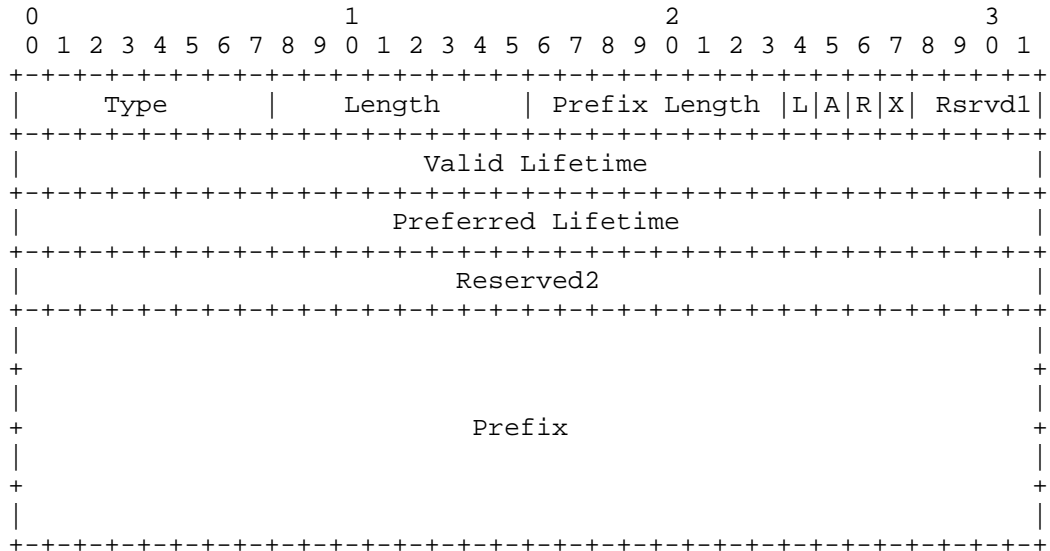 0                   1                   2                   3
 0 1 2 3 4 5 6 7 8 9 0 1 2 3 4 5 6 7 8 9 0 1 2 3 4 5 6 7 8 9 0 1
+-+-+-+-+-+-+-+-+-+-+-+-+-+-+-+-+-+-+-+-+-+-+-+-+-+-+-+-+-+-+-+-+
|     Type      |    Length     | Prefix Length |L|A|R|X| Rsrvd1|
+-+-+-+-+-+-+-+-+-+-+-+-+-+-+-+-+-+-+-+-+-+-+-+-+-+-+-+-+-+-+-+-+
|                         Valid Lifetime                        |
+-+-+-+-+-+-+-+-+-+-+-+-+-+-+-+-+-+-+-+-+-+-+-+-+-+-+-+-+-+-+-+-+
|                       Preferred Lifetime                      |
+-+-+-+-+-+-+-+-+-+-+-+-+-+-+-+-+-+-+-+-+-+-+-+-+-+-+-+-+-+-+-+-+
|                           Reserved2                           |
+-+-+-+-+-+-+-+-+-+-+-+-+-+-+-+-+-+-+-+-+-+-+-+-+-+-+-+-+-+-+-+-+
|                                                               |
+                                                               +
|                                                               |
+                            Prefix                             +
|                                                               |
+                                                               +
|                                                               |
+-+-+-+-+-+-+-+-+-+-+-+-+-+-+-+-+-+-+-+-+-+-+-+-+-+-+-+-+-+-+-+-+